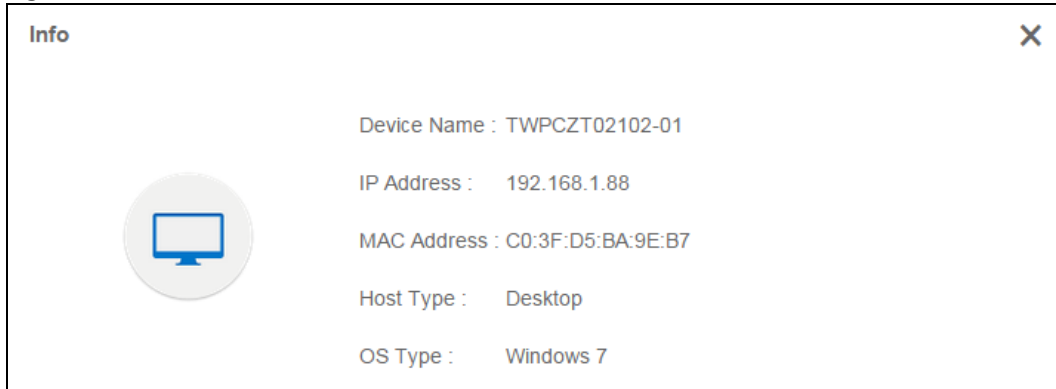 Info
Device Name : TWPCZT02102-01
IP Address : 192.168.1.88
MAC Address : C0:3F:D5:BA:9E:B7
Host Type : Desktop
OS Type : Windows 7